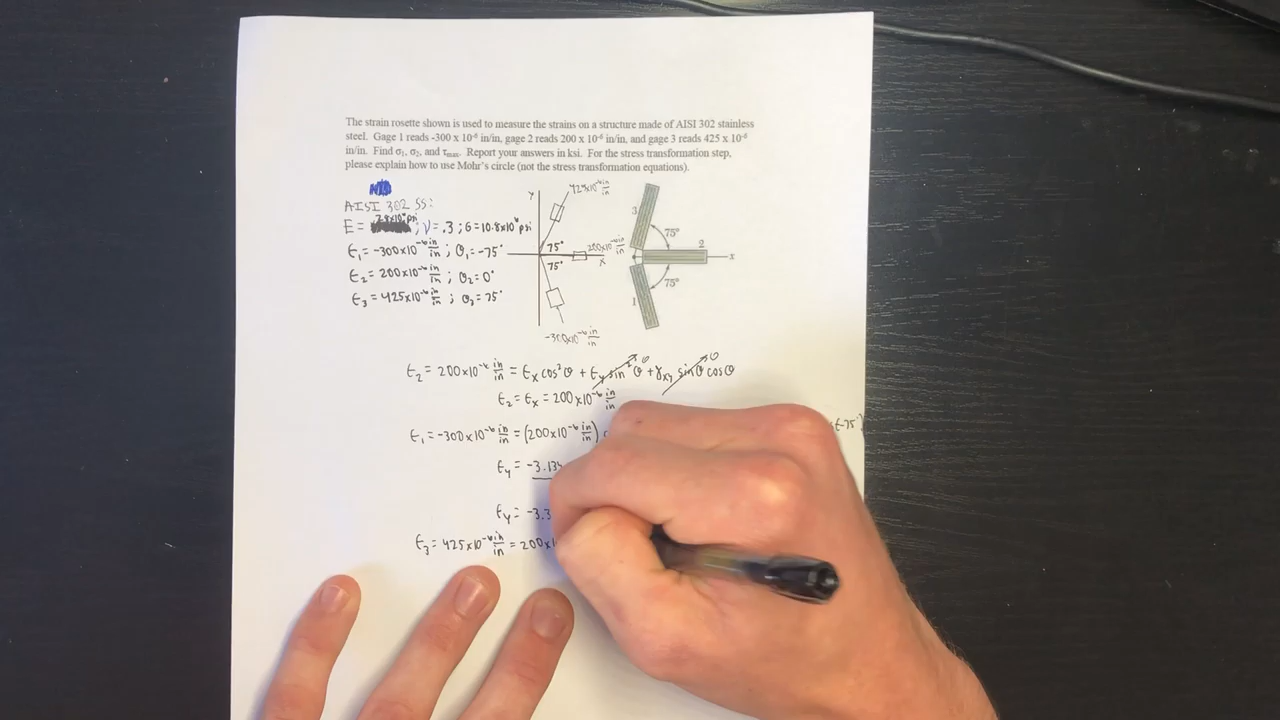 The strain rosette shown is used to measure the strains on a structure made of AISI 302 stainless
steel. Gage 1 reads -300 x 10⁻⁶ in/in, gage 2 reads 200 x 10⁻⁶ in/in, and gage 3 reads 425 x 10⁻⁶
in/in. Find σ₁, σ₂, and τmax. Report your answers in ksi. For the stress transformation step,
please explain how to use Mohr's circle (not the stress transformation equations).
AISI 302 SS:
E = psi ; ν = .3 ; G = 10.8x10⁶ psi
ϵ₁ = -300x10⁻⁶ in/in ; θ₁ = -75°
ϵ₂ = 200x10⁻⁶ in/in ; θ₂ = 0°
ϵ₃ = 425x10⁻⁶ in/in ; θ₃ = 75°
y
425x10⁻⁶ in/in
75°
200x10⁻⁶ in/in
x
75°
-300x10⁻⁶ in/in
3
75°
2
x
75°
1
ϵ₂ = 200x10⁻⁶ in/in = ϵx cos²θ + ϵy sin²θ + γxy sinθ cosθ
0
0
ϵ₂ = ϵx = 200x10⁻⁶ in/in
ϵ₁ = -300x10⁻⁶ in/in = (200x10⁻⁶ in/in) (-75°)
ϵy = -3.134
ϵy = -3.3
ϵ₃ = 425x10⁻⁶ in/in = 200x1